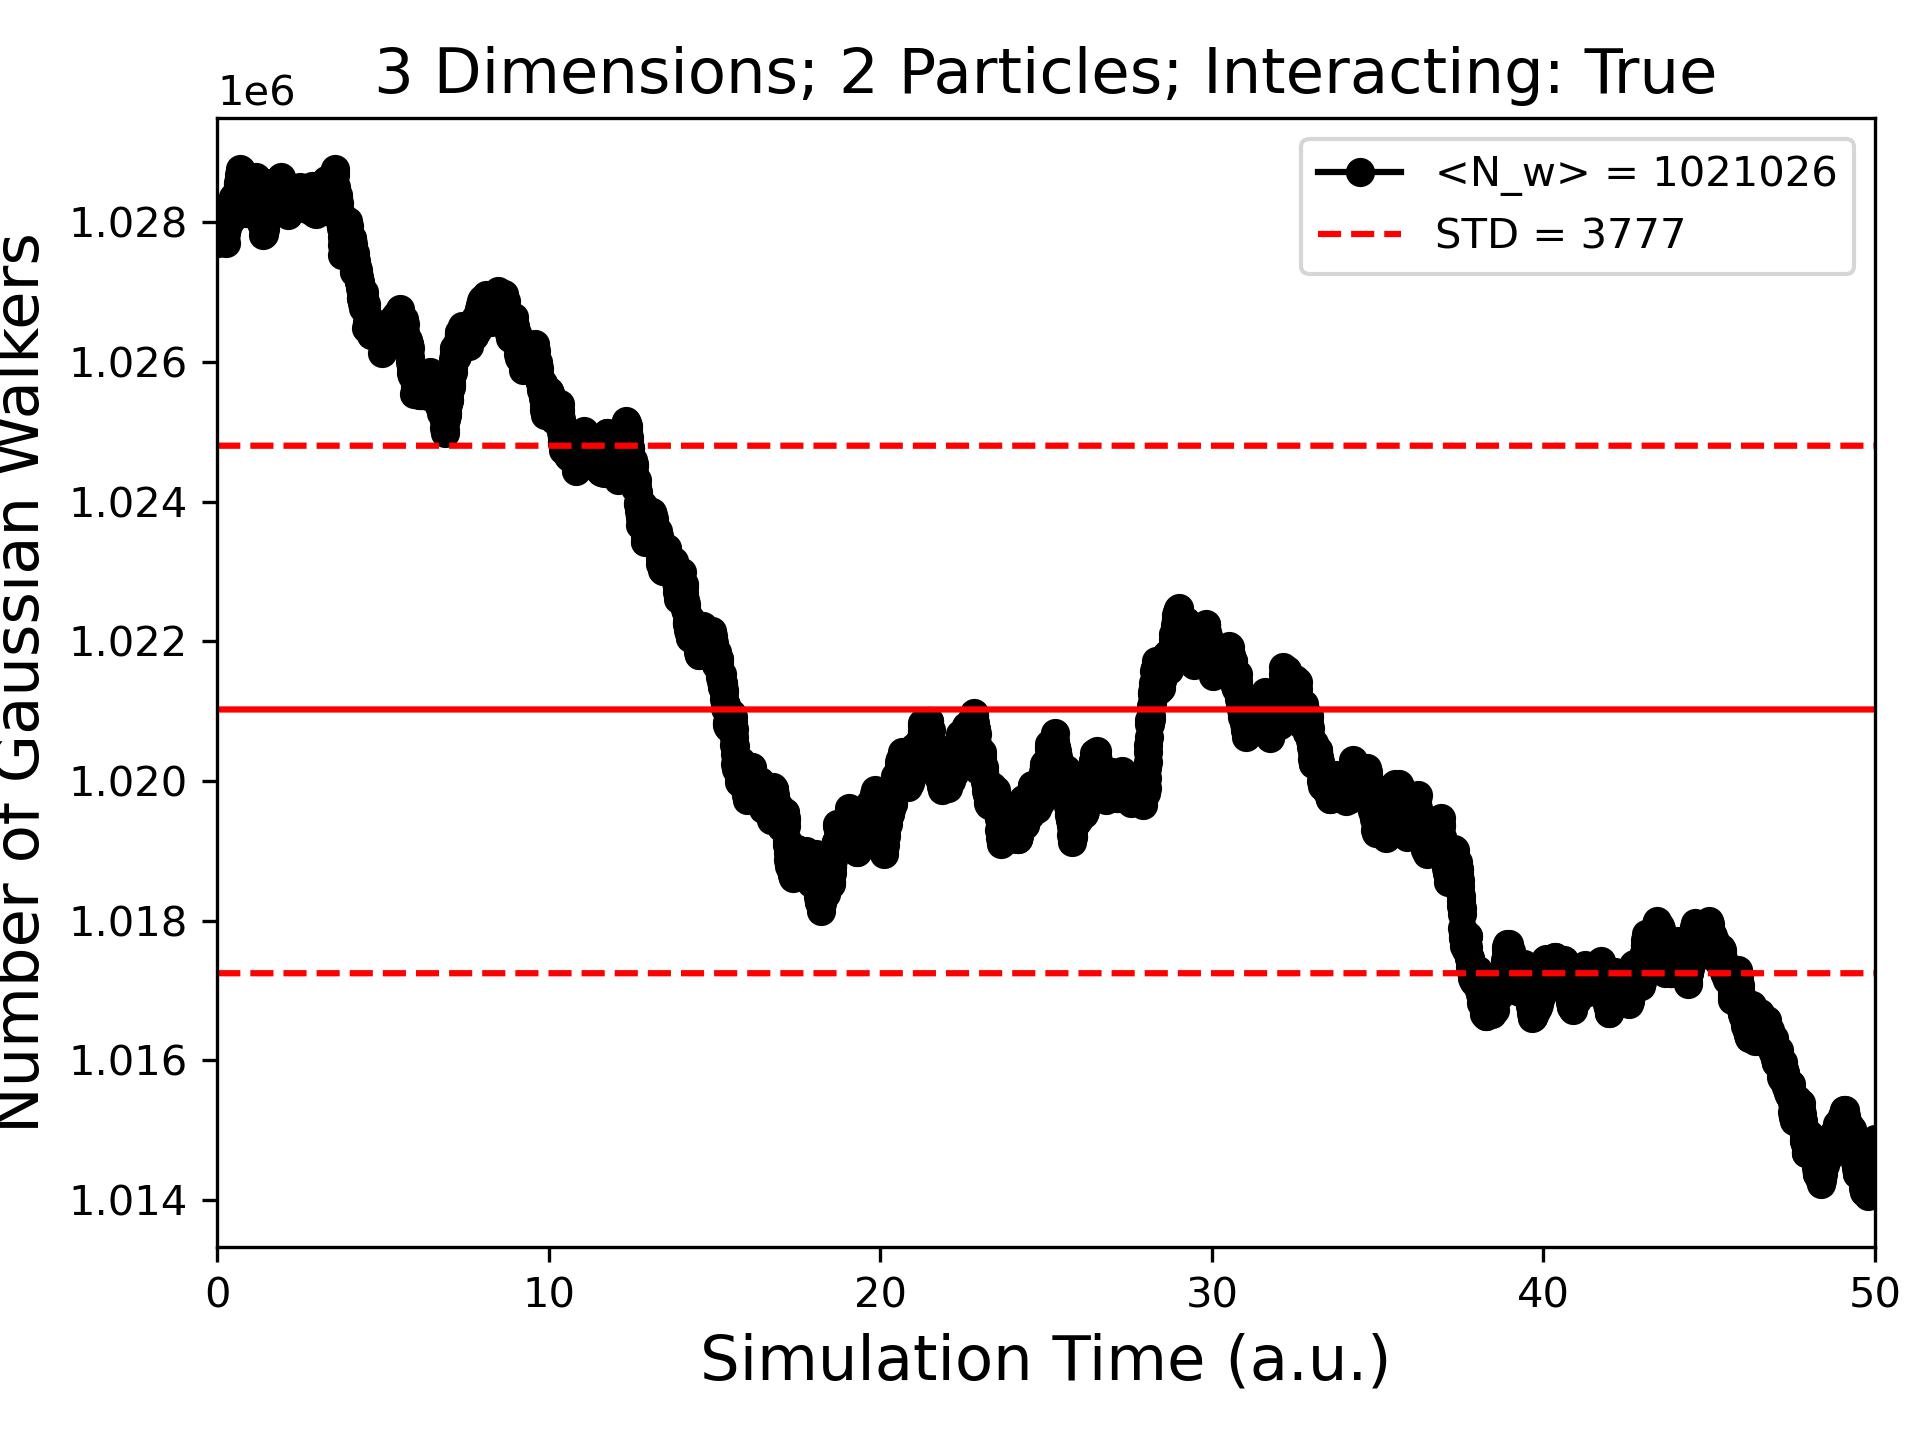 3 Dimensions; 2 Particles; Interacting: True
1e6
<N_w> = 1021026
STD = 3777
1.028
1.026
1.024
1.022
1.020
1.018
1.016
1.014
Number of Gaussian Walkers
0 10 20 30 40 50
Simulation Time (a.u.)